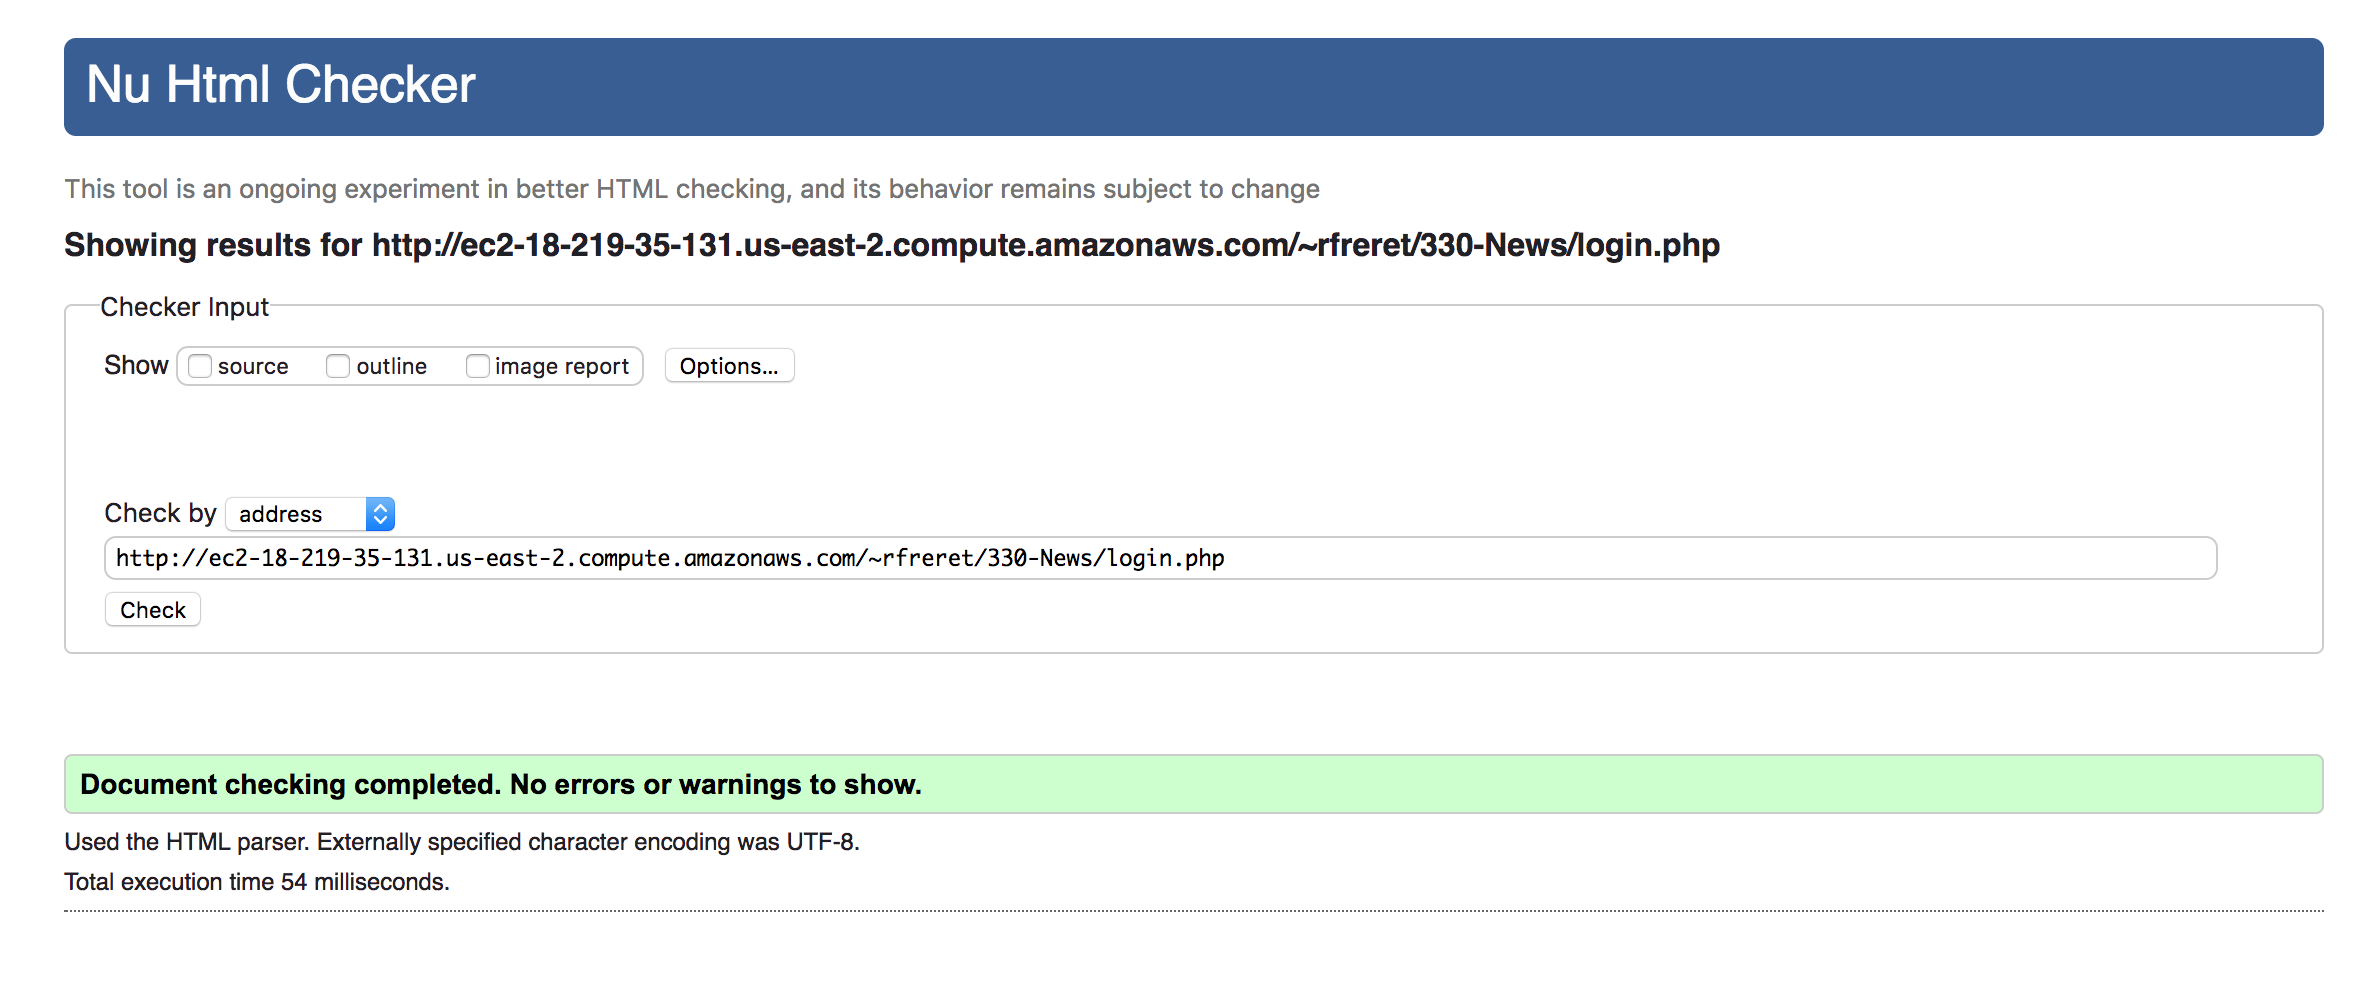 Nu Html Checker
This tool is an ongoing experiment in better HTML checking, and its behavior remains subject to change
Showing results for http://ec2-18-219-35-131.us-east-2.compute.amazonaws.com/~rfreret/330-News/login.php
Checker Input
Show source outline image report Options...
Check by address
http://ec2-18-219-35-131.us-east-2.compute.amazonaws.com/~rfreret/330-News/login.php
Check
Document checking completed. No errors or warnings to show.
Used the HTML parser. Externally specified character encoding was UTF-8.
Total execution time 54 milliseconds.